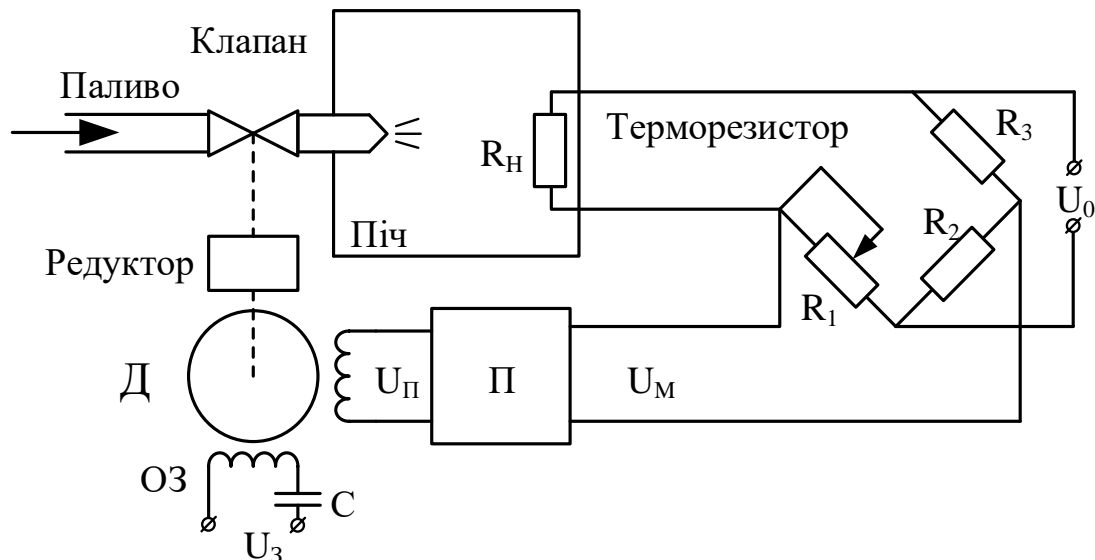 Клапан
Паливо
Терморезистор
R₃
Rн
U₀
Піч
R₂
Редуктор
R₁
Д
Uп
П
Uм
ОЗ
С
Uз